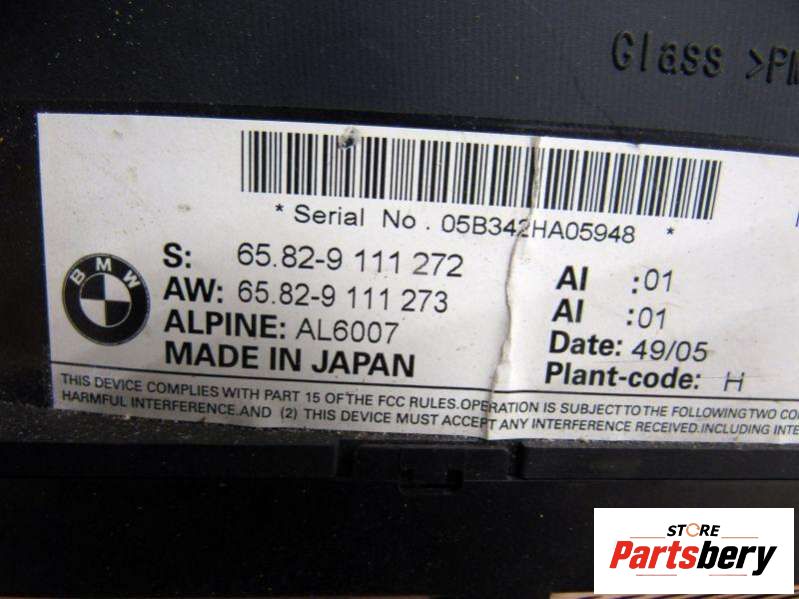 Glass >PM
* Serial No . 05B342HA05948 *
BMW
S: 65.82-9 111 272 AI :01
AW: 65.82-9 111 273 AI :01
ALPINE: AL6007 Date: 49/05
MADE IN JAPAN Plant-code: H
THIS DEVICE COMPLIES WITH PART 15 OF THE FCC RULES.OPERATION IS SUBJECT TO THE FOLLOWING TWO
HARMFUL INTERFERENCE.AND (2) THIS DEVICE MUST ACCEPT ANY INTERFERENCE RECEIVED.INCLUDING
STORE
Partsbery